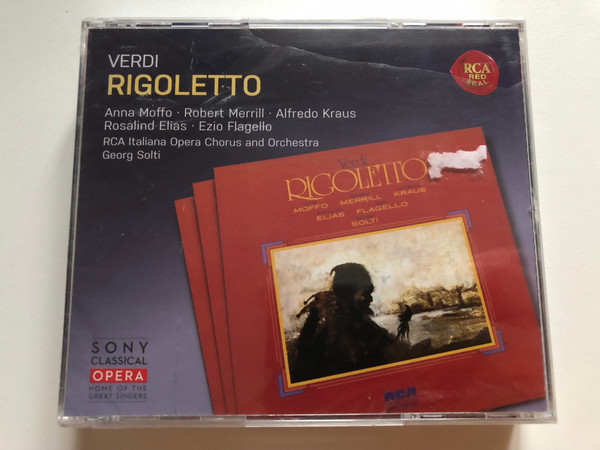 VERDI
RIGOLETTO
Anna Moffo · Robert Merrill · Alfredo Kraus
Rosalind Elias · Ezio Flagello
RCA Italiana Opera Chorus and Orchestra
Georg Solti
RCA
RED
SEAL
Verdi
RIGOLETTO
MOFFO MERRILL KRAUS
ELIAS FLAGELLO
SOLTI
RCA
SONY
CLASSICAL
OPERA
HOME OF THE
GREAT SINGERS